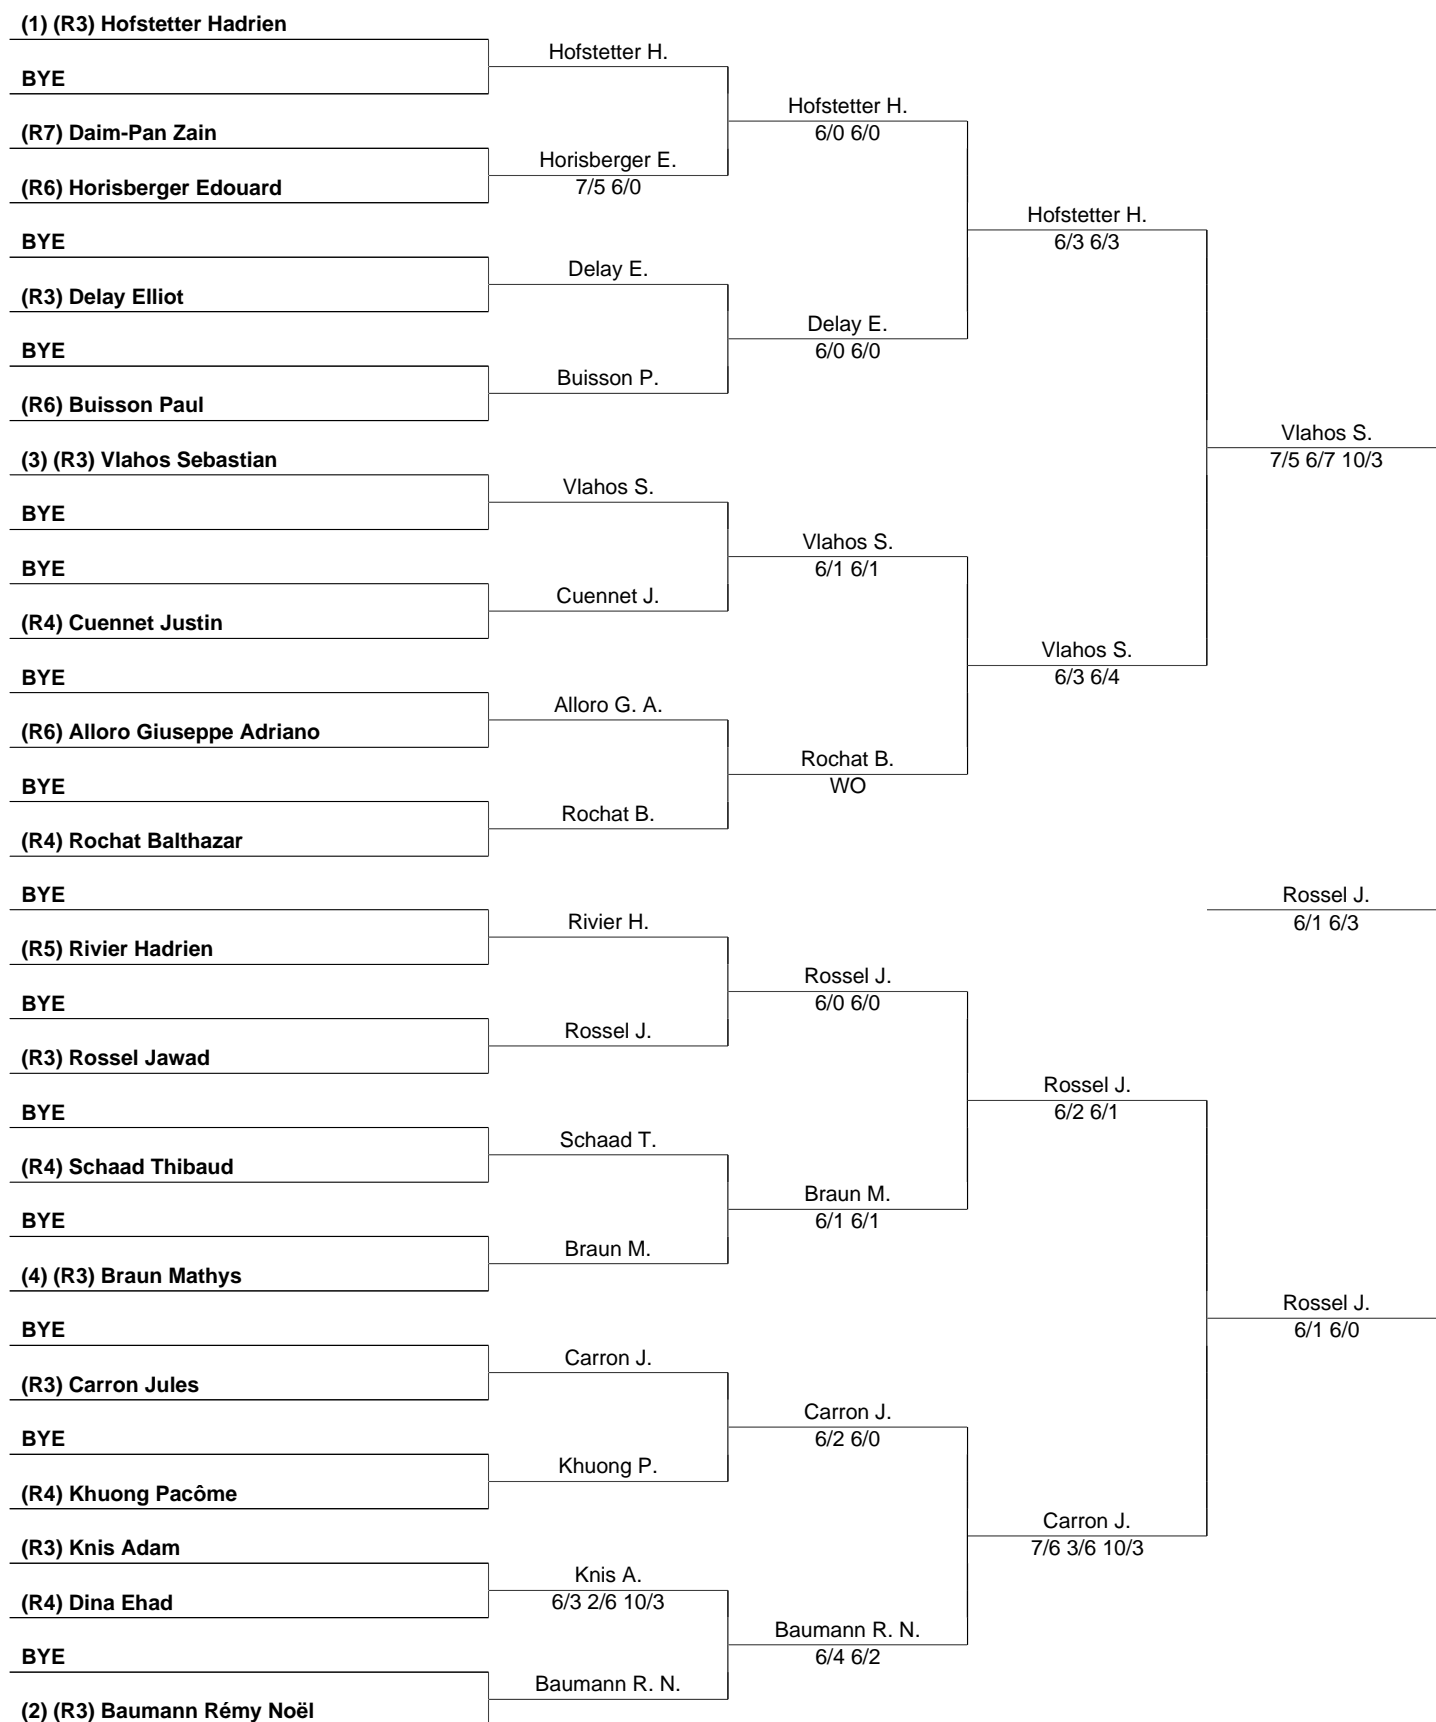 (1) (R3) Hofstetter Hadrien
Hofstetter H.
BYE
Hofstetter H.
6/0 6/0
(R7) Daim-Pan Zain
Horisberger E.
7/5 6/0
(R6) Horisberger Edouard
Hofstetter H.
6/3 6/3
BYE
Delay E.
(R3) Delay Elliot
Delay E.
6/0 6/0
BYE
Buisson P.
(R6) Buisson Paul
Vlahos S.
7/5 6/7 10/3
(3) (R3) Vlahos Sebastian
Vlahos S.
BYE
Vlahos S.
6/1 6/1
BYE
Cuennet J.
(R4) Cuennet Justin
Vlahos S.
6/3 6/4
BYE
Alloro G. A.
(R6) Alloro Giuseppe Adriano
Rochat B.
WO
BYE
Rochat B.
(R4) Rochat Balthazar
BYE
Rossel J.
6/1 6/3
Rivier H.
(R5) Rivier Hadrien
Rossel J.
6/0 6/0
BYE
Rossel J.
(R3) Rossel Jawad
Rossel J.
6/2 6/1
BYE
Schaad T.
(R4) Schaad Thibaud
Braun M.
6/1 6/1
BYE
Braun M.
(4) (R3) Braun Mathys
Rossel J.
6/1 6/0
BYE
Carron J.
(R3) Carron Jules
Carron J.
6/2 6/0
BYE
Khuong P.
(R4) Khuong Pacôme
Carron J.
7/6 3/6 10/3
(R3) Knis Adam
Knis A.
6/3 2/6 10/3
(R4) Dina Ehad
Baumann R. N.
6/4 6/2
BYE
Baumann R. N.
(2) (R3) Baumann Rémy Noël